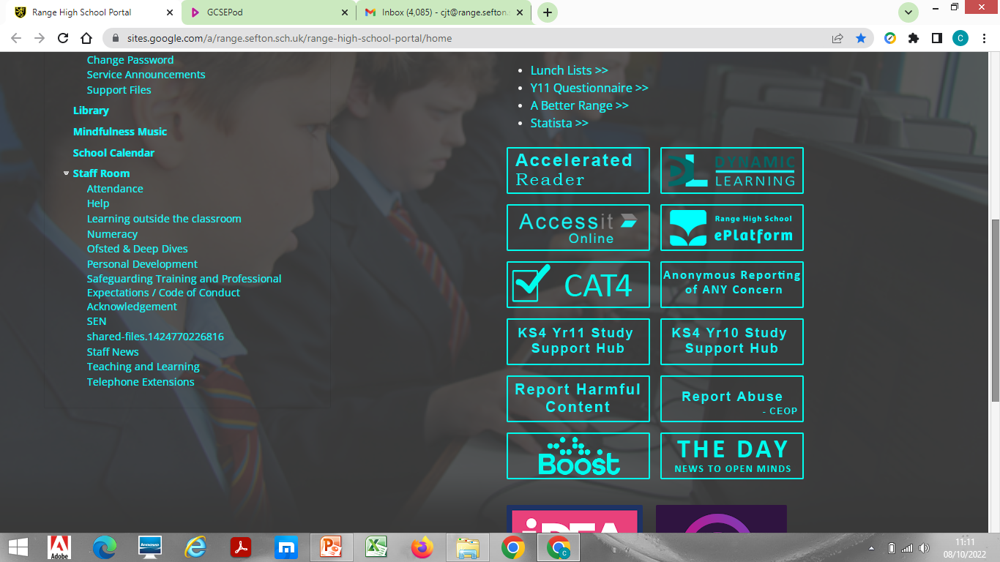 Range High School Portal
GCSEPod
Inbox (4,085) - cjt@range.sefton.
sites.google.com/a/range.sefton.sch.uk/range-high-school-portal/home
C
Change Password
Service Announcements
Support Files
Library
Mindfulness Music
School Calendar
Staff Room
Attendance
Help
Learning outside the classroom
Numeracy
Ofsted & Deep Dives
Personal Development
Safeguarding Training and Professional
Expectations / Code of Conduct
Acknowledgement
SEN
shared-files.1424770226816
Staff News
Teaching and Learning
Telephone Extensions
Lunch Lists >>
Y11 Questionnaire >>
A Better Range >>
Statista >>
Accelerated
Reader
DL DYNAMIC
LEARNING
Accessit
Online
Range High School
ePlatform
CAT4
Anonymous Reporting
of ANY Concern
KS4 Yr11 Study
Support Hub
KS4 Yr10 Study
Support Hub
Report Harmful
Content
Report Abuse
- CEOP
Boost
THE DAY
NEWS TO OPEN MINDS
iDEA
Adobe
lenovo
11:11
08/10/2022